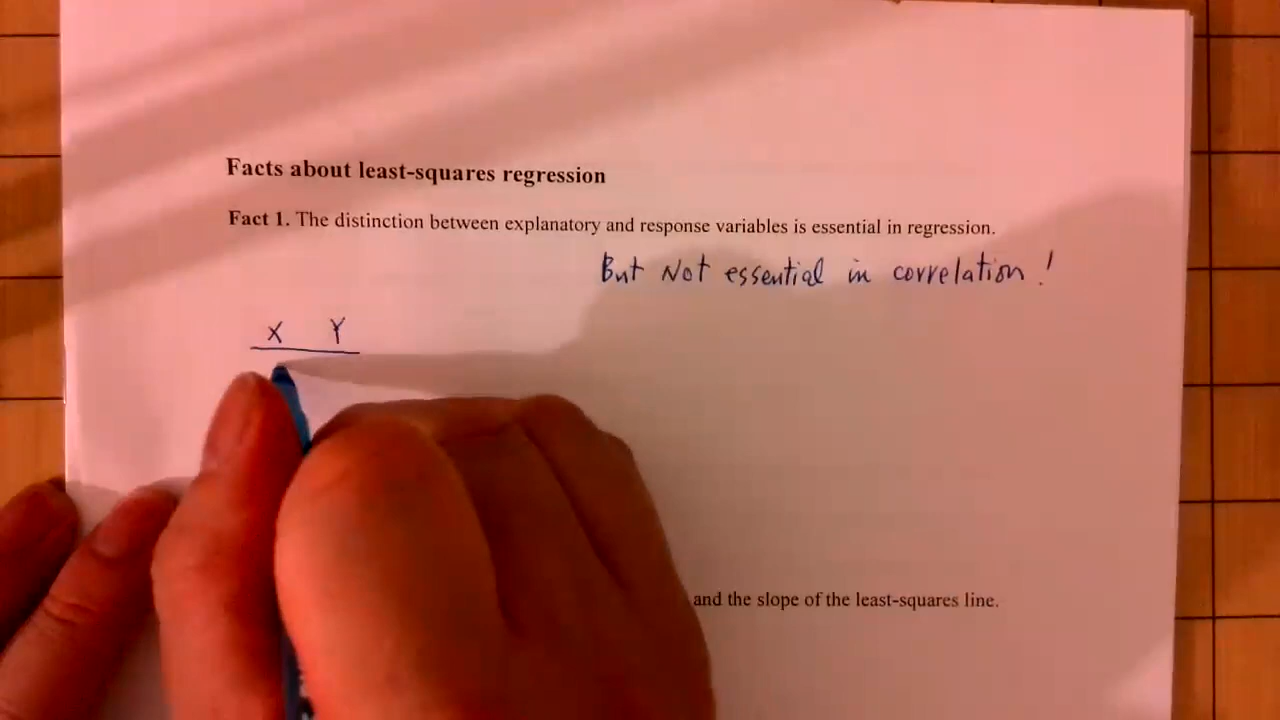 Facts about least-squares regression
Fact 1. The distinction between explanatory and response variables is essential in regression.
But Not essential in correlation !
X Y
and the slope of the least-squares line.